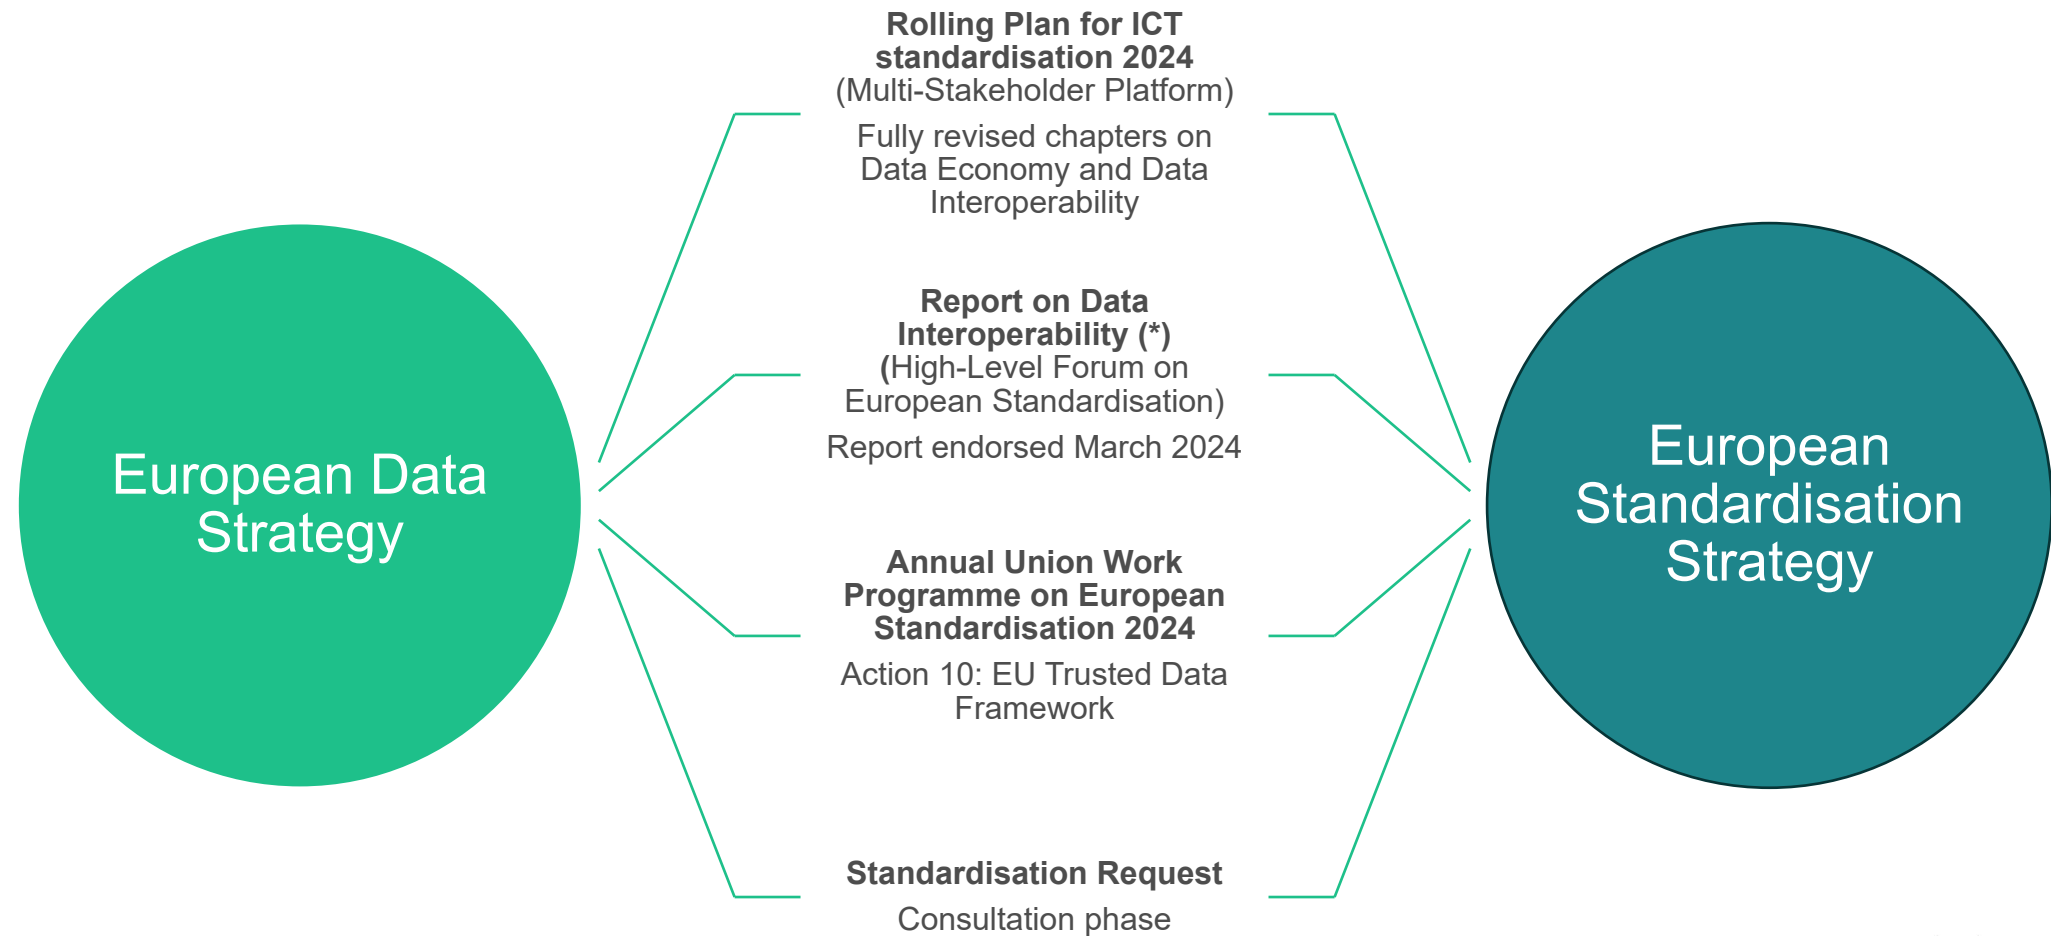 Rolling Plan for ICT
standardisation 2024
(Multi-Stakeholder Platform)
Fully revised chapters on
Data Economy and Data
Interoperability
Report on Data
Interoperability (*)
(High-Level Forum on
European Standardisation)
Report endorsed March 2024
European Data
Strategy
European
Standardisation
Strategy
Annual Union Work
Programme on European
Standardisation 2024
Action 10: EU Trusted Data
Framework
Standardisation Request
Consultation phase